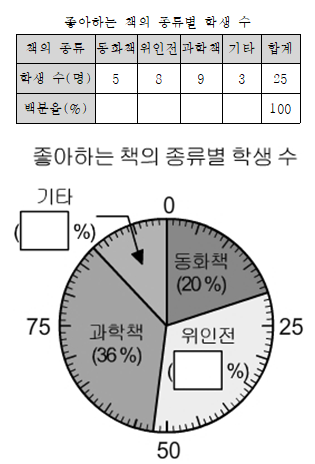 좋아하는 책의 종류별 학생 수
책의 종류 동화책 위인전 과학책 기타 합계
학생 수(명) 5 8 9 3 25
백분율(%) 100
좋아하는 책의 종류별 학생 수
기타
( %)
0
동화책
(20 %)
75
과학책
(36 %)
위인전
( %)
25
50